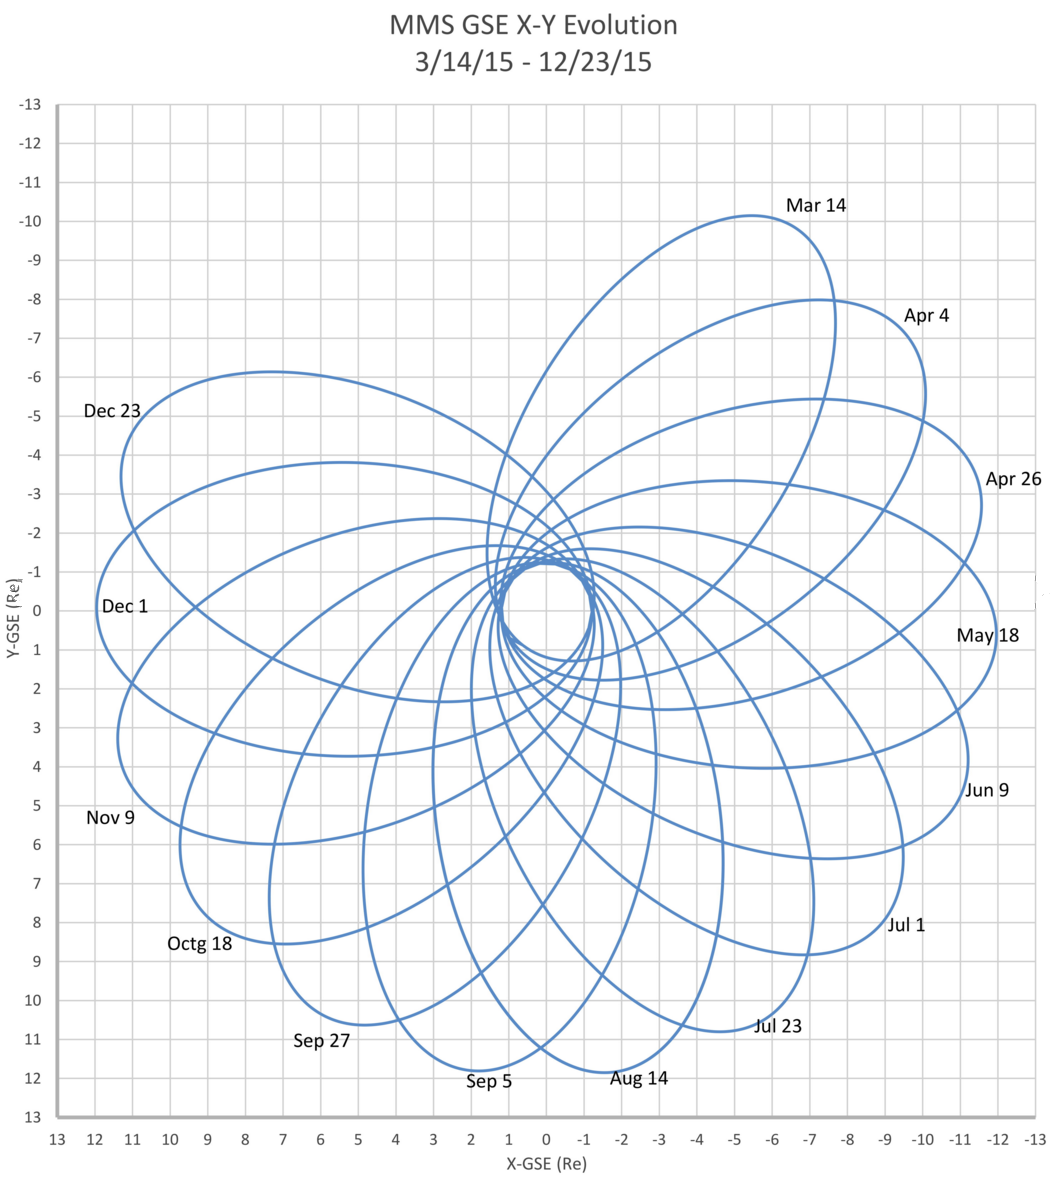 MMS GSE X-Y Evolution
3/14/15 - 12/23/15
-13
-12
-11
-10
-9
-8
-7
-6
-5
-4
-3
-2
-1
0
1
2
3
4
5
6
7
8
9
10
11
12
13
Y-GSE (Re)
Mar 14
Apr 4
Dec 23
Apr 26
Dec 1
May 18
Jun 9
Nov 9
Jul 1
Octg 18
Jul 23
Sep 27
Aug 14
Sep 5
13 12 11 10 9 8 7 6 5 4 3 2 1 0 -1 -2 -3 -4 -5 -6 -7 -8 -9 -10 -11 -12 -13
X-GSE (Re)